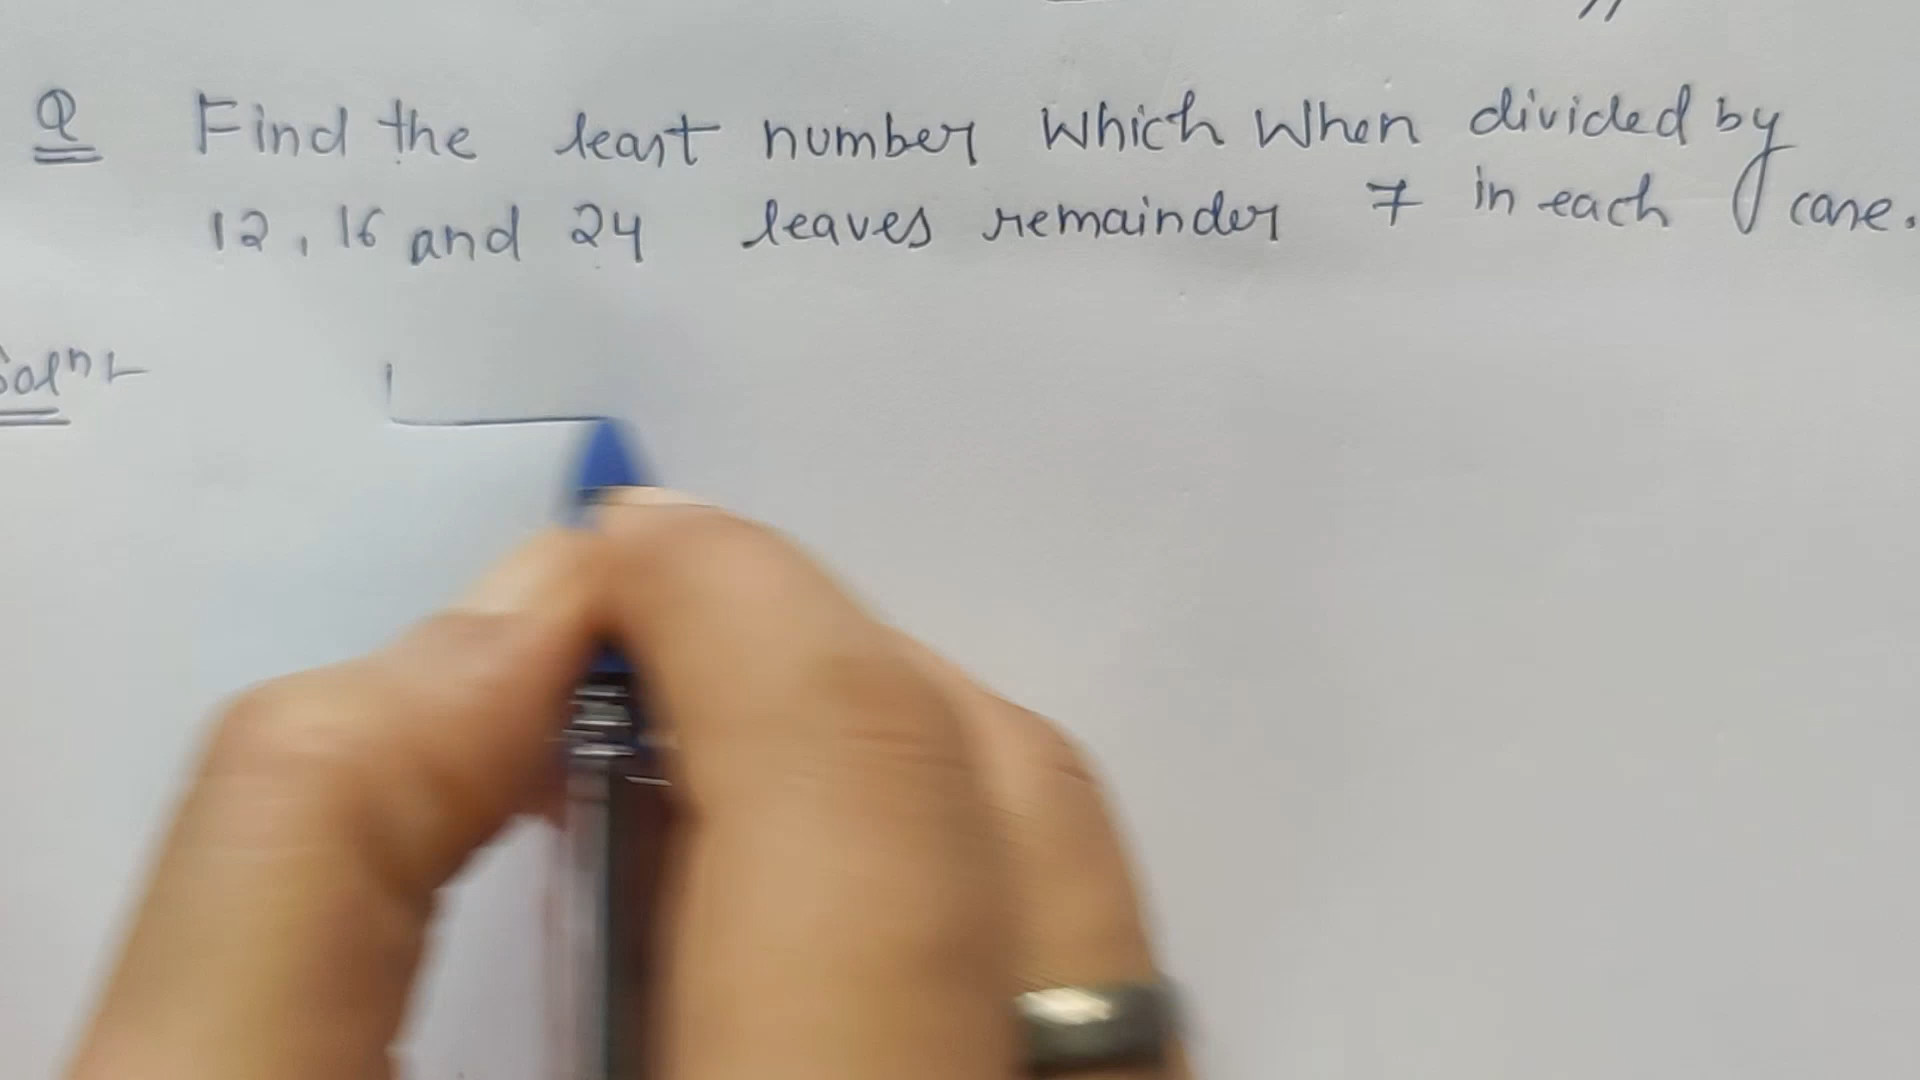 Q Find the least number which when divided by
12, 16 and 24 leaves remainder 7 in each case.
Soln